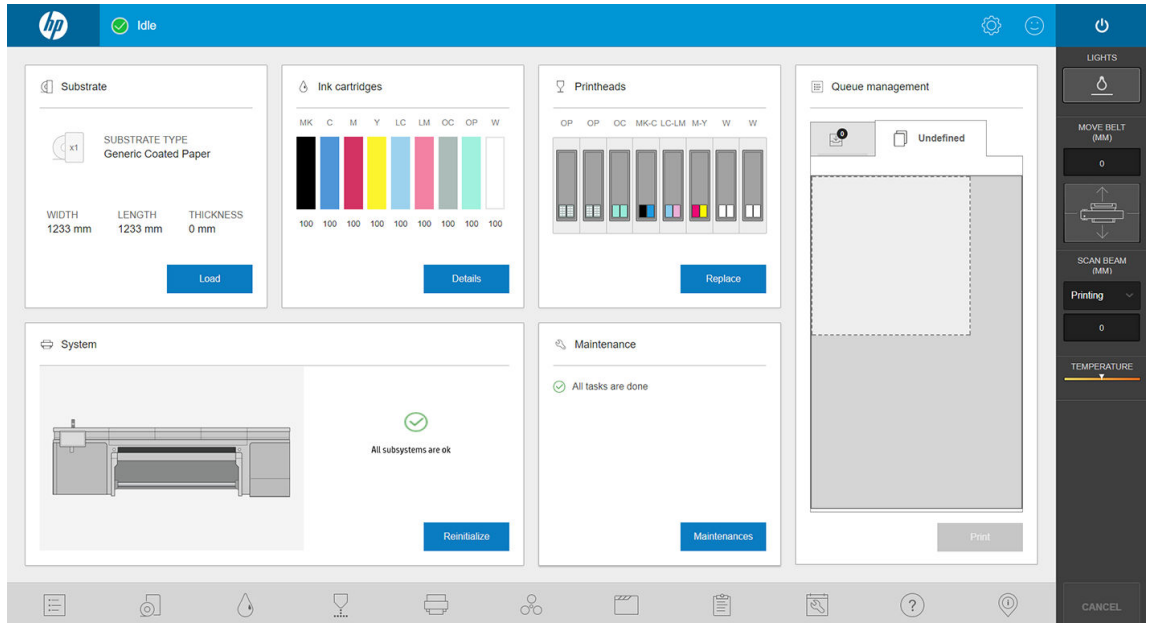 hp
Idle
LIGHTS
Substrate
SUBSTRATE TYPE
Generic Coated Paper
x1
WIDTH LENGTH THICKNESS
1233 mm 1233 mm 0 mm
Load
Ink cartridges
MK C M Y LC LM OC OP W
100 100 100 100 100 100 100 100 100
Details
Printheads
OP OP OC MK-C LC-LM M-Y W W
Replace
Queue management
0
Undefined
Print
System
All subsystems are ok
Reinitialize
Maintenance
All tasks are done
Maintenances
MOVE BELT
(MM)
0
SCAN BEAM
(MM)
Printing
0
TEMPERATURE
?
CANCEL